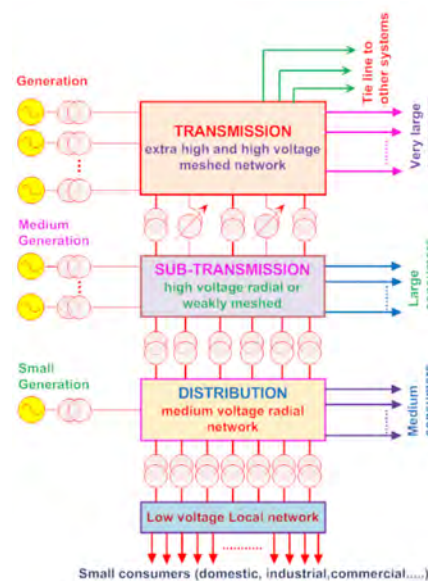 Generation
Tie line to
other systems
TRANSMISSION
extra high and high voltage
meshed network
Very large
Medium
Generation
SUB-TRANSMISSION
high voltage radial or
weakly meshed
Large
Small
Generation
DISTRIBUTION
medium voltage radial
network
Medium
Low voltage Local network
Small consumers (domestic, industrial,commercial.....)